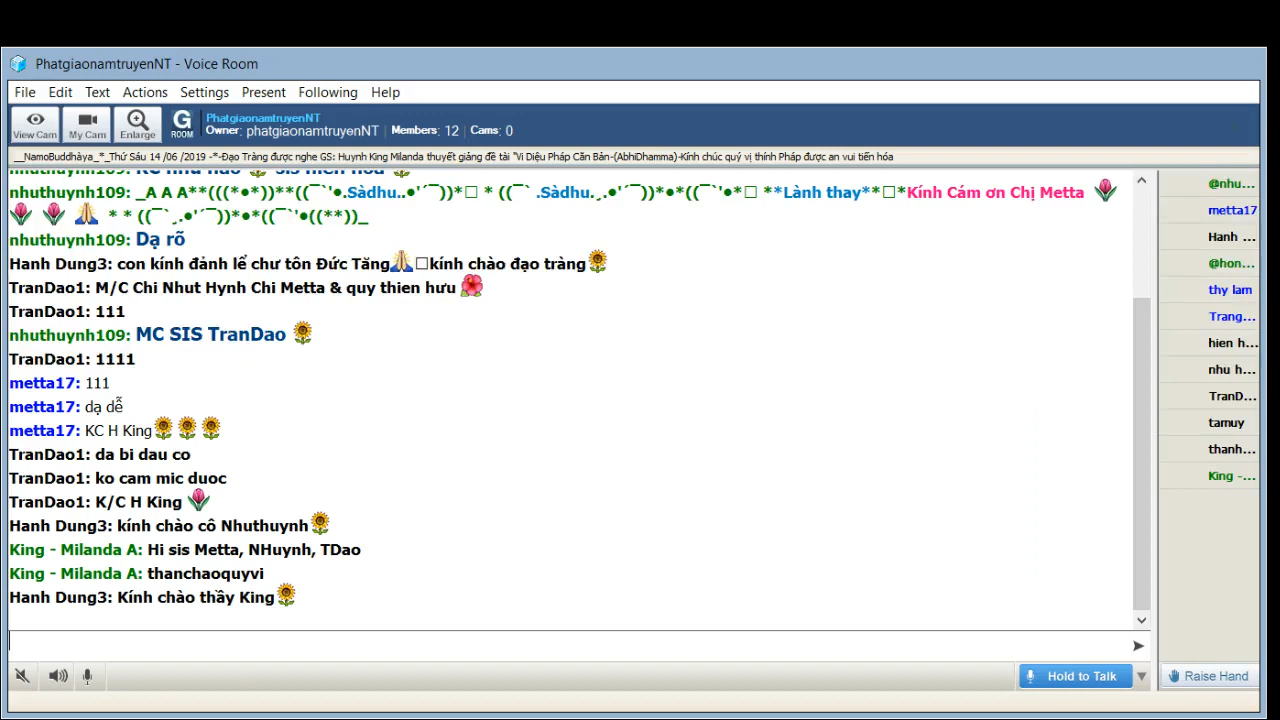 PhatgiaonamtruyenNT - Voice Room
File Edit Text Actions Settings Present Following Help
View Cam My Cam Enlarge G ROOM
PhatgiaonamtruyenNT
Owner: phatgiaonamtruyenNT | Members: 12 | Cams: 0
__NamoBuddhàya_*_Thứ Sáu 14 /06 /2019 -*-Đạo Tràng được nghe GS: Huynh King Milanda thuyết giảng đề tài "Vi Diệu Pháp Căn Bản-(AbhiDhamma)-Kính chúc quý vị thính Pháp được an vui tiến hóa
nhuthuynh109: _A A A**(((*●*))**((¯`'●.Sàdhu..●'´¯))*□ * ((¯` .Sàdhu.¸.●'´¯))*●*((¯`'●*□ **Lành thay**□*Kính Cám ơn Chị Metta 🌷
🌷 🌷 🙏 * * ((¯`¸.●'´¯))*●*((¯`'●((**))_
nhuthuynh109: Dạ rõ
Hanh Dung3: con kính đảnh lể chư tôn Đức Tăng🙏□kính chào đạo tràng🌻
TranDao1: M/C Chi Nhut Hynh Chi Metta & quy thien hưu 🌺
TranDao1: 111
nhuthuynh109: MC SIS TranDao 🌻
TranDao1: 1111
metta17: 111
metta17: dạ dễ
metta17: KC H King🌻🌻🌻
TranDao1: da bi dau co
TranDao1: ko cam mic duoc
TranDao1: K/C H King 🌷
Hanh Dung3: kính chào cô Nhuthuynh🌻
King - Milanda A: Hi sis Metta, NHuynh, TDao
King - Milanda A: thanchaoquyvi
Hanh Dung3: Kính chào thầy King🌻
Hold to Talk
@nhu...
metta17
Hanh ...
@hon...
thy lam
Trang...
hien h...
nhu h...
TranD...
tamuy
thanh...
King -...
Raise Hand